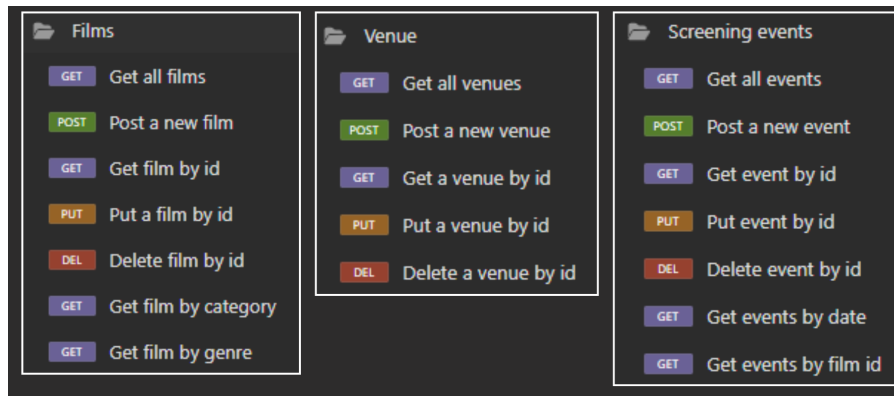 Films
GET Get all films
POST Post a new film
GET Get film by id
PUT Put a film by id
DEL Delete film by id
GET Get film by category
GET Get film by genre
Venue
GET Get all venues
POST Post a new venue
GET Get a venue by id
PUT Put a venue by id
DEL Delete a venue by id
Screening events
GET Get all events
POST Post a new event
GET Get event by id
PUT Put event by id
DEL Delete event by id
GET Get events by date
GET Get events by film id